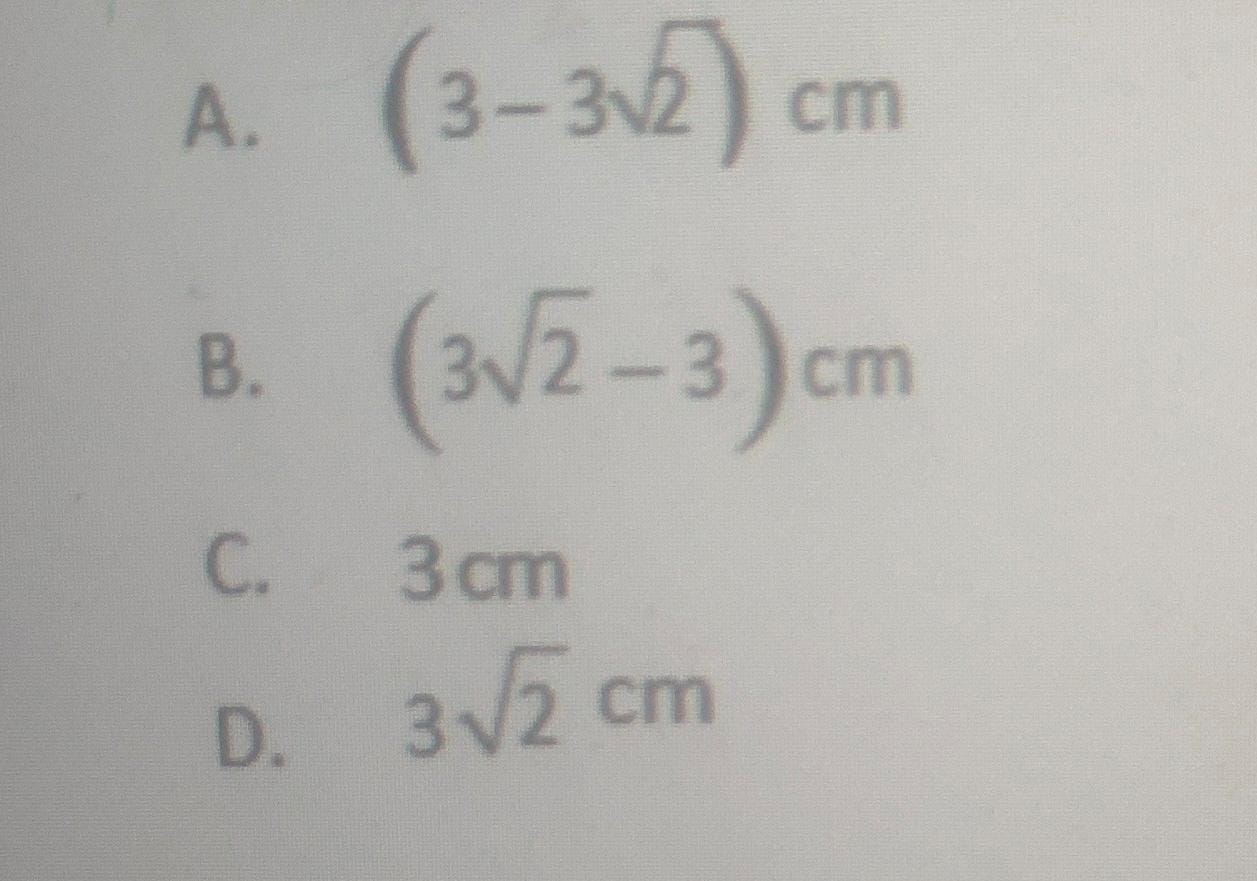 A. (3-3√2) cm
B. (3√2-3) cm
C. 3 cm
D. 3√2 cm